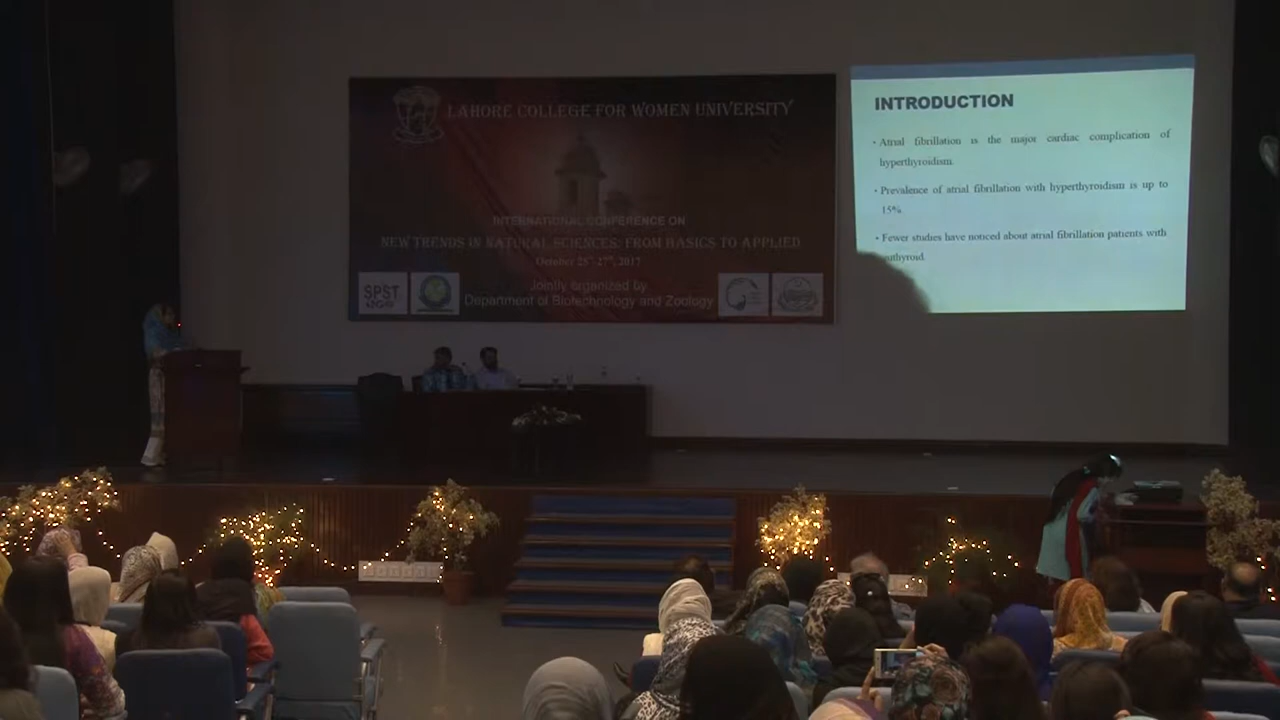 LAHORE COLLEGE FOR WOMEN UNIVERSITY
INTERNATIONAL CONFERENCE ON
NEW TRENDS IN NATURAL SCIENCES: FROM BASICS TO APPLIED
October 25th-27th, 2017
Jointly organized by
Department of Biotechnology and Zoology
SPST
INTRODUCTION
• Atrial fibrillation is the major cardiac complication of
hyperthyroidism.
• Prevalence of atrial fibrillation with hyperthyroidism is up to
15%.
• Fewer studies have noticed about atrial fibrillation patients with